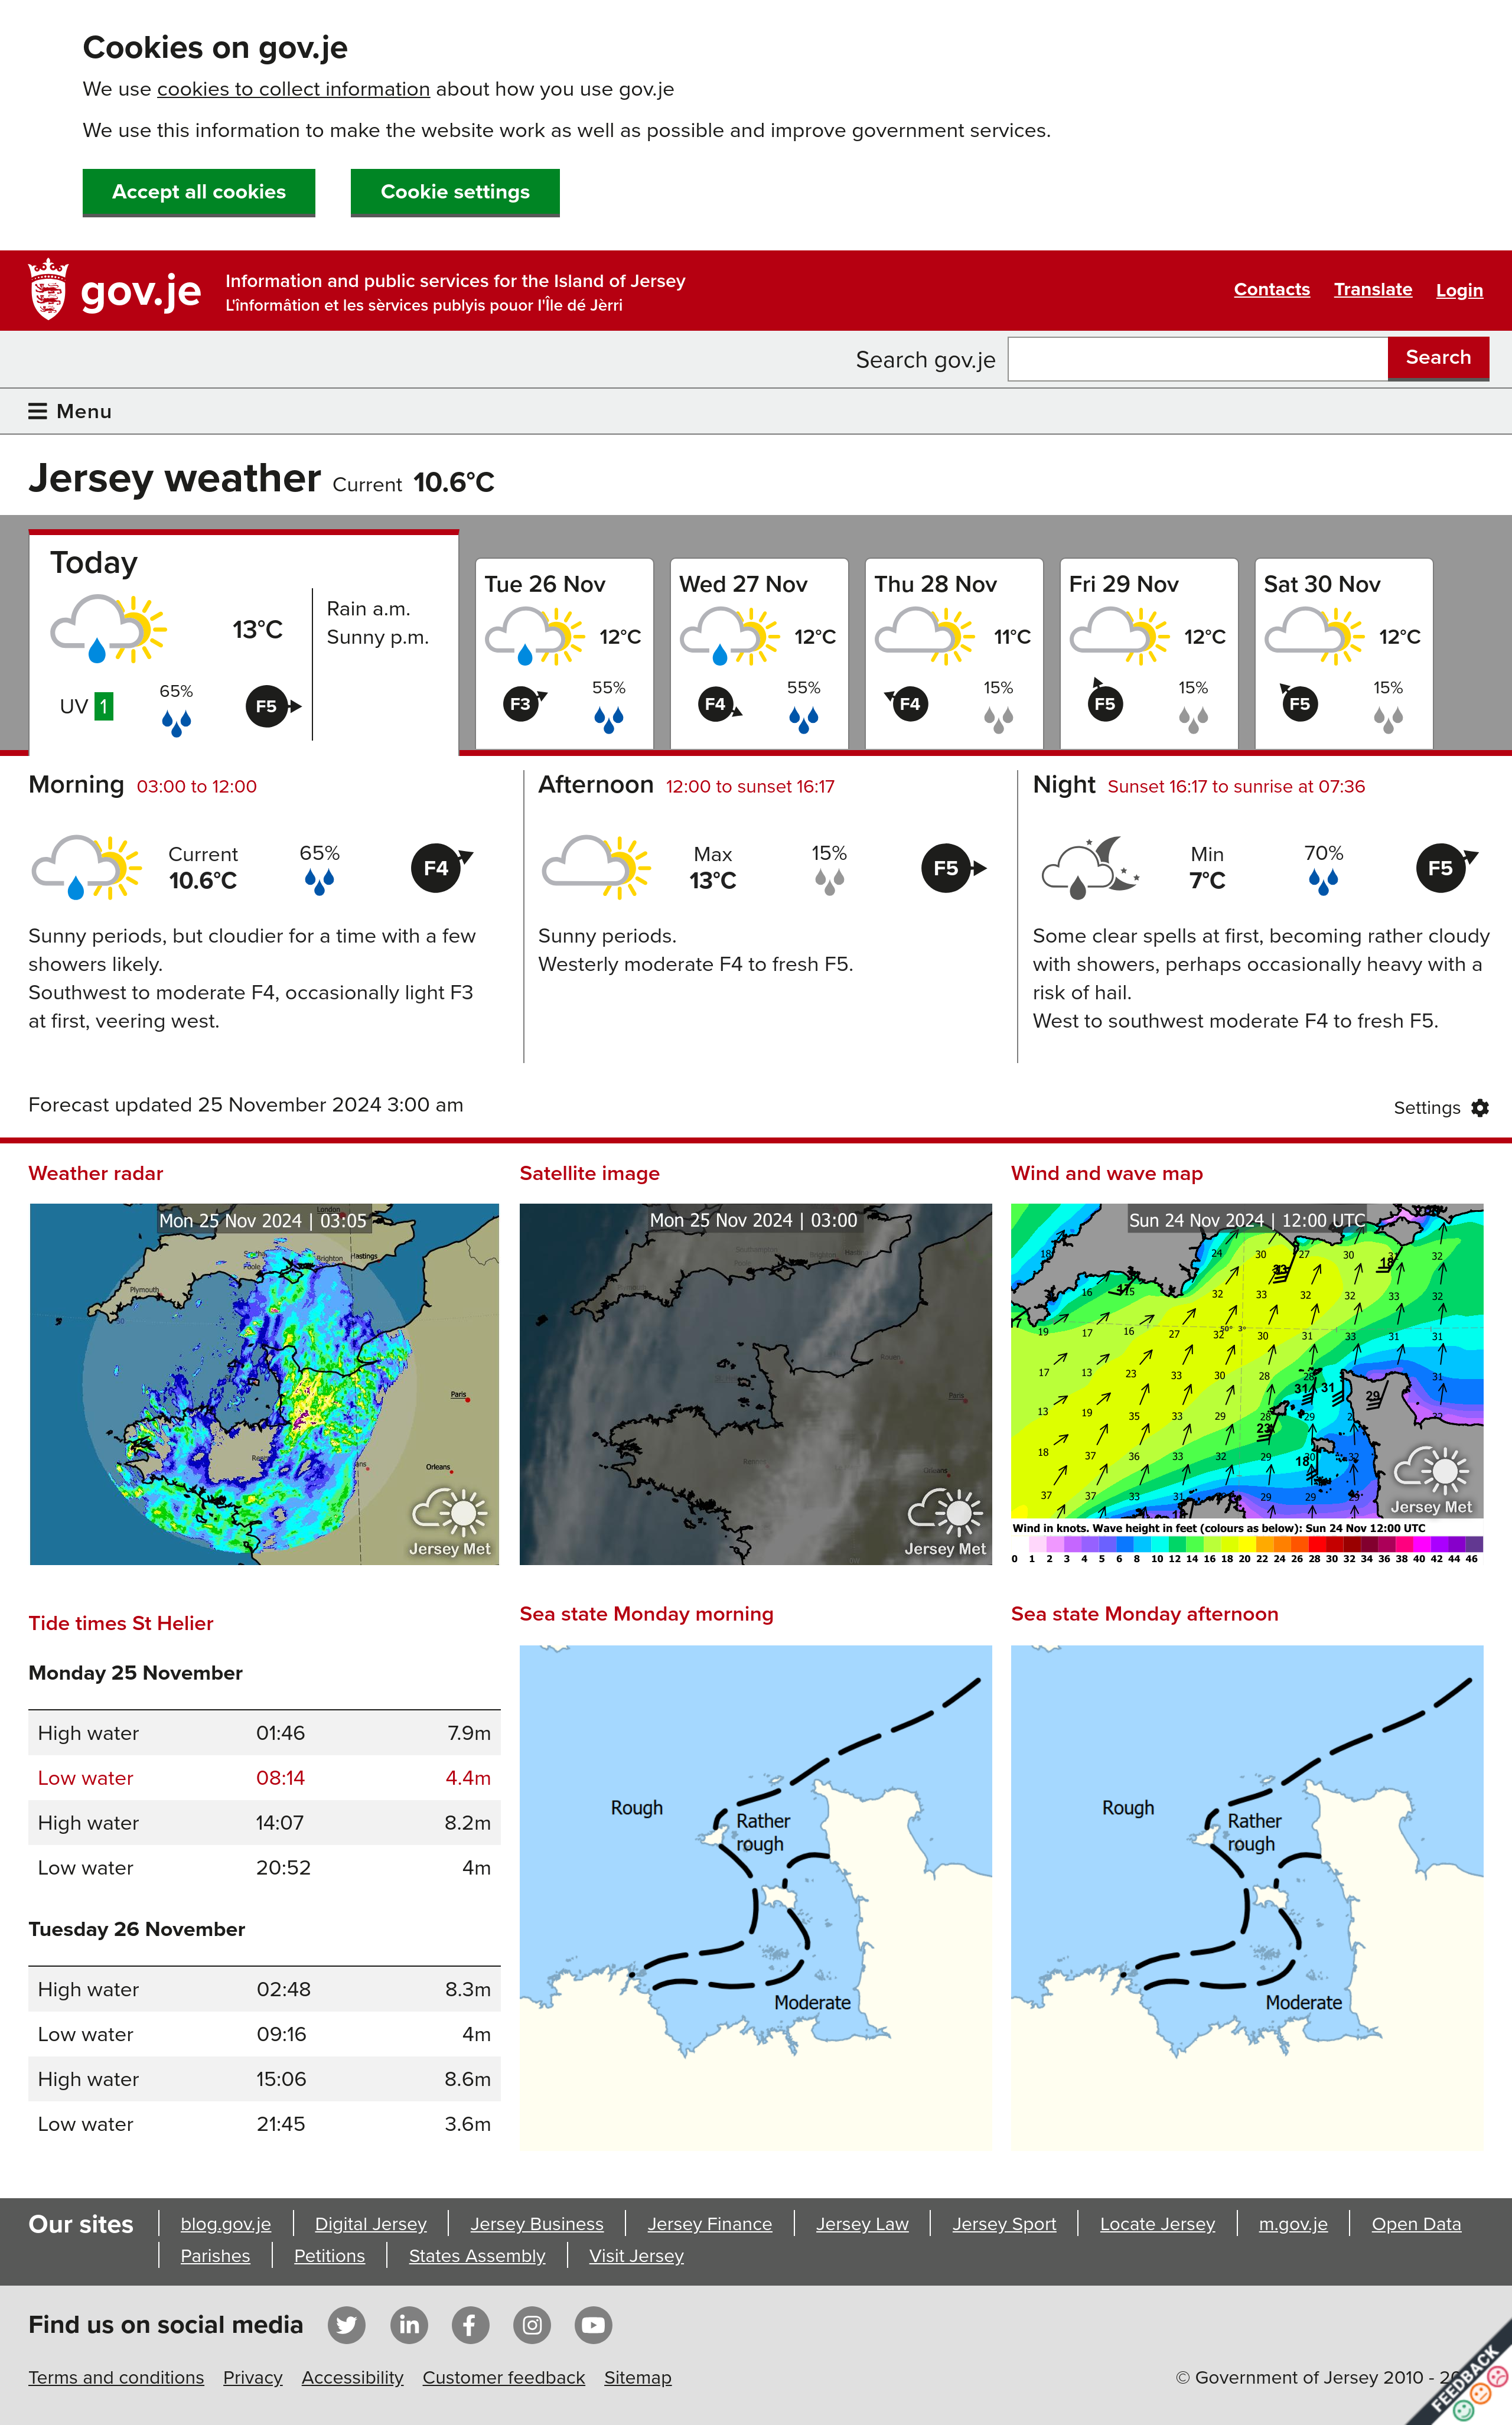 Cookies on gov.je
We use cookies to collect information about how you use gov.je
We use this information to make the website work as well as possible and improve government services.
Accept all cookies
Cookie settings
gov.je
Information and public services for the Island of Jersey
L'înformâtion et les sèrvices publyis pouor l'Île dé Jèrri
Contacts
Translate
Login
Search gov.je
Search
Menu
Jersey weather Current 10.6°C
Today
13°C
Rain a.m.
Sunny p.m.
UV 1
65%
F5
Tue 26 Nov
12°C
F3
55%
Wed 27 Nov
12°C
F4
55%
Thu 28 Nov
11°C
F4
15%
Fri 29 Nov
12°C
F5
15%
Sat 30 Nov
12°C
F5
15%
Morning 03:00 to 12:00
Current
10.6°C
65%
F4
Sunny periods, but cloudier for a time with a few
showers likely.
Southwest to moderate F4, occasionally light F3
at first, veering west.
Afternoon 12:00 to sunset 16:17
Max
13°C
15%
F5
Sunny periods.
Westerly moderate F4 to fresh F5.
Night Sunset 16:17 to sunrise at 07:36
Min
7°C
70%
F5
Some clear spells at first, becoming rather cloudy
with showers, perhaps occasionally heavy with a
risk of hail.
West to southwest moderate F4 to fresh F5.
Forecast updated 25 November 2024 3:00 am
Settings
Weather radar
Mon 25 Nov 2024 | 03:05
London
Brighton
Hastings
Poole
Plymouth
Paris
Orleans
Jersey Met
Satellite image
Mon 25 Nov 2024 | 03:00
Paris
Orleans
Jersey Met
Wind and wave map
Sun 24 Nov 2024 | 12:00 UTC
Jersey Met
Wind in knots. Wave height in feet (colours as below): Sun 24 Nov 12:00 UTC
0 1 2 3 4 5 6 8 10 12 14 16 18 20 22 24 26 28 30 32 34 36 38 40 42 44 46
Tide times St Helier
Monday 25 November
High water 01:46 7.9m
Low water 08:14 4.4m
High water 14:07 8.2m
Low water 20:52 4m
Tuesday 26 November
High water 02:48 8.3m
Low water 09:16 4m
High water 15:06 8.6m
Low water 21:45 3.6m
Sea state Monday morning
Rough
Rather
rough
Moderate
Sea state Monday afternoon
Rough
Rather
rough
Moderate
Our sites
blog.gov.je
Digital Jersey
Jersey Business
Jersey Finance
Jersey Law
Jersey Sport
Locate Jersey
m.gov.je
Open Data
Parishes
Petitions
States Assembly
Visit Jersey
Find us on social media
Terms and conditions
Privacy
Accessibility
Customer feedback
Sitemap
© Government of Jersey 2010 -
FEEDBACK